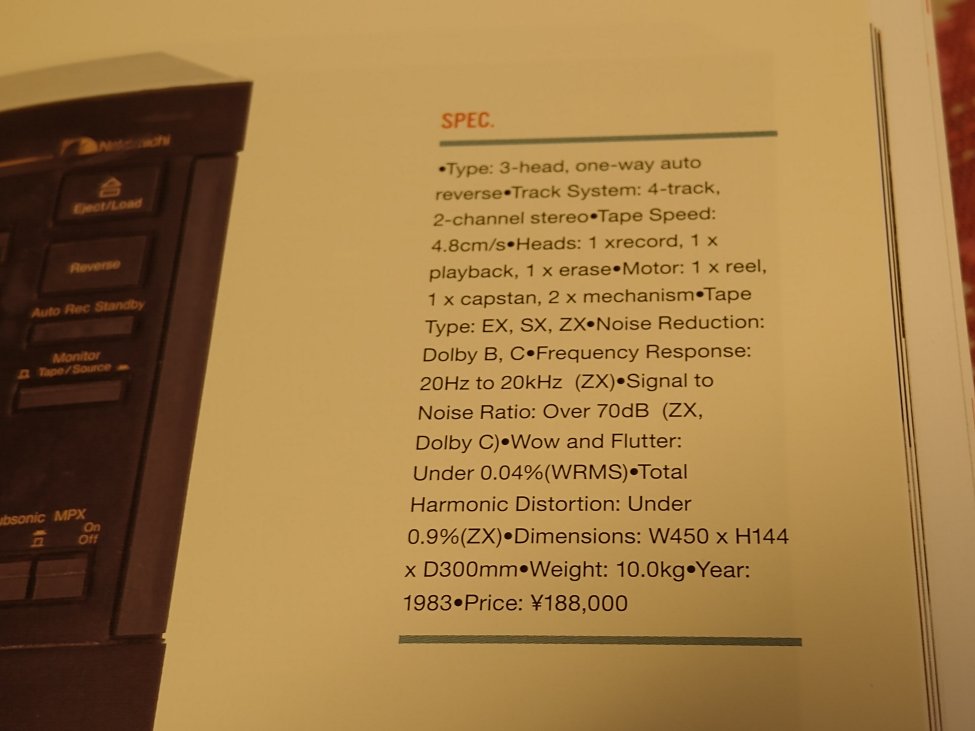 Nakamichi
Eject/Load
Reverse
Auto Rec Standby
Monitor
Tape/Source
MPX
On
Off
SPEC.
•Type: 3-head, one-way auto
reverse•Track System: 4-track,
2-channel stereo•Tape Speed:
4.8cm/s•Heads: 1 xrecord, 1 x
playback, 1 x erase•Motor: 1 x reel,
1 x capstan, 2 x mechanism•Tape
Type: EX, SX, ZX•Noise Reduction:
Dolby B, C•Frequency Response:
20Hz to 20kHz (ZX)•Signal to
Noise Ratio: Over 70dB (ZX,
Dolby C)•Wow and Flutter:
Under 0.04%(WRMS)•Total
Harmonic Distortion: Under
0.9%(ZX)•Dimensions: W450 x H144
x D300mm•Weight: 10.0kg•Year:
1983•Price: ¥188,000